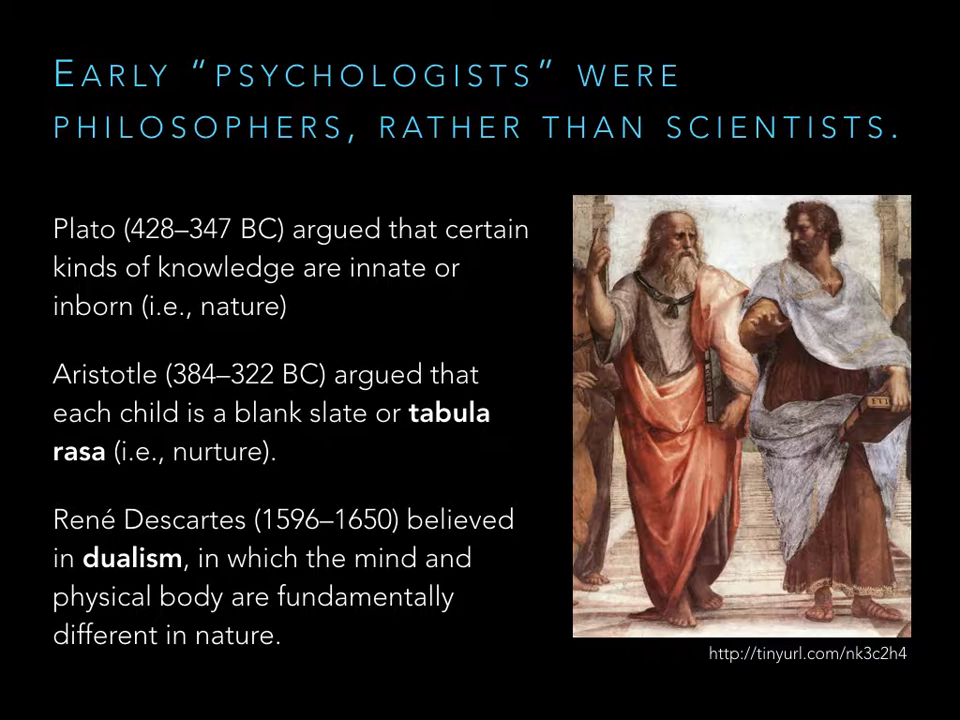 EARLY “PSYCHOLOGISTS” WERE
PHILOSOPHERS, RATHER THAN SCIENTISTS.
Plato (428–347 BC) argued that certain
kinds of knowledge are innate or
inborn (i.e., nature)
Aristotle (384–322 BC) argued that
each child is a blank slate or tabula
rasa (i.e., nurture).
René Descartes (1596–1650) believed
in dualism, in which the mind and
physical body are fundamentally
different in nature.
http://tinyurl.com/nk3c2h4